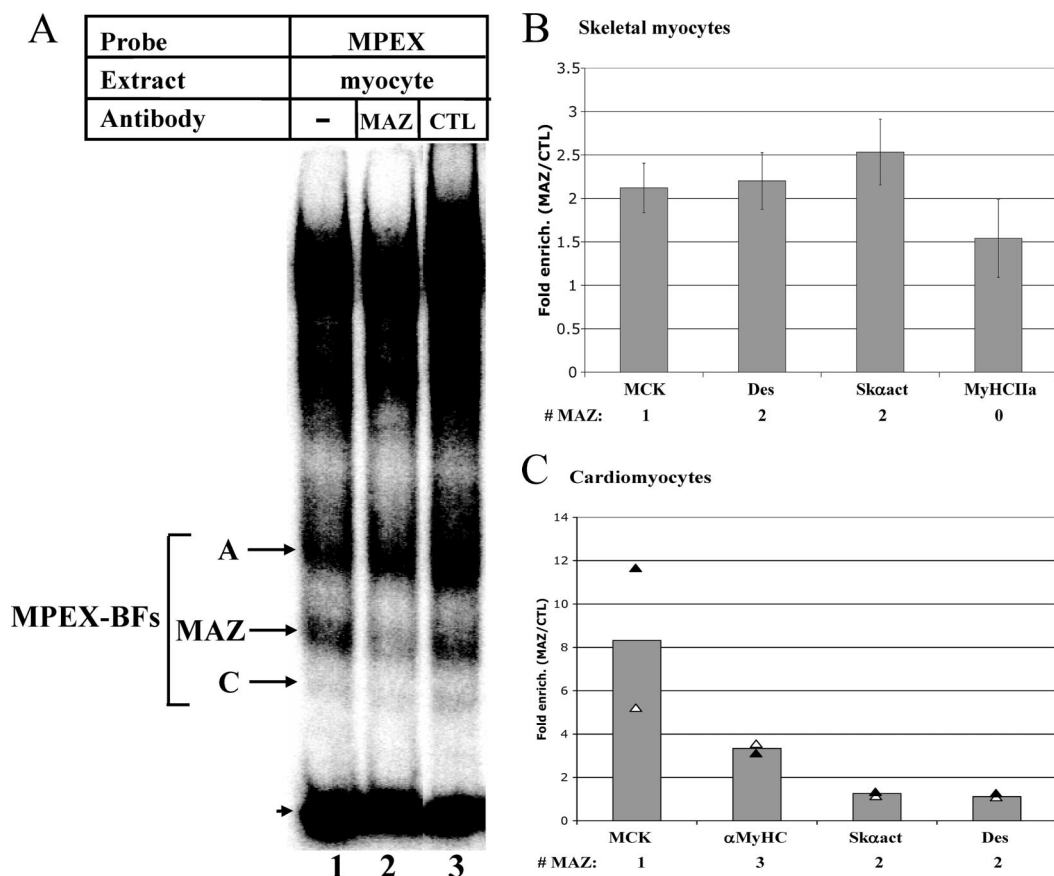 A
Probe MPEX
Extract myocyte
Antibody – MAZ CTL
MPEX-BFs
A
MAZ
C
1 2 3
B Skeletal myocytes
Fold enrich. (MAZ/CTL)
3.5
3
2.5
2
1.5
1
0.5
0
MCK Des Skαact MyHCIIa
# MAZ: 1 2 2 0
C Cardiomyocytes
Fold enrich. (MAZ/CTL)
14
12
10
8
6
4
2
0
MCK αMyHC Skαact Des
# MAZ: 1 3 2 2